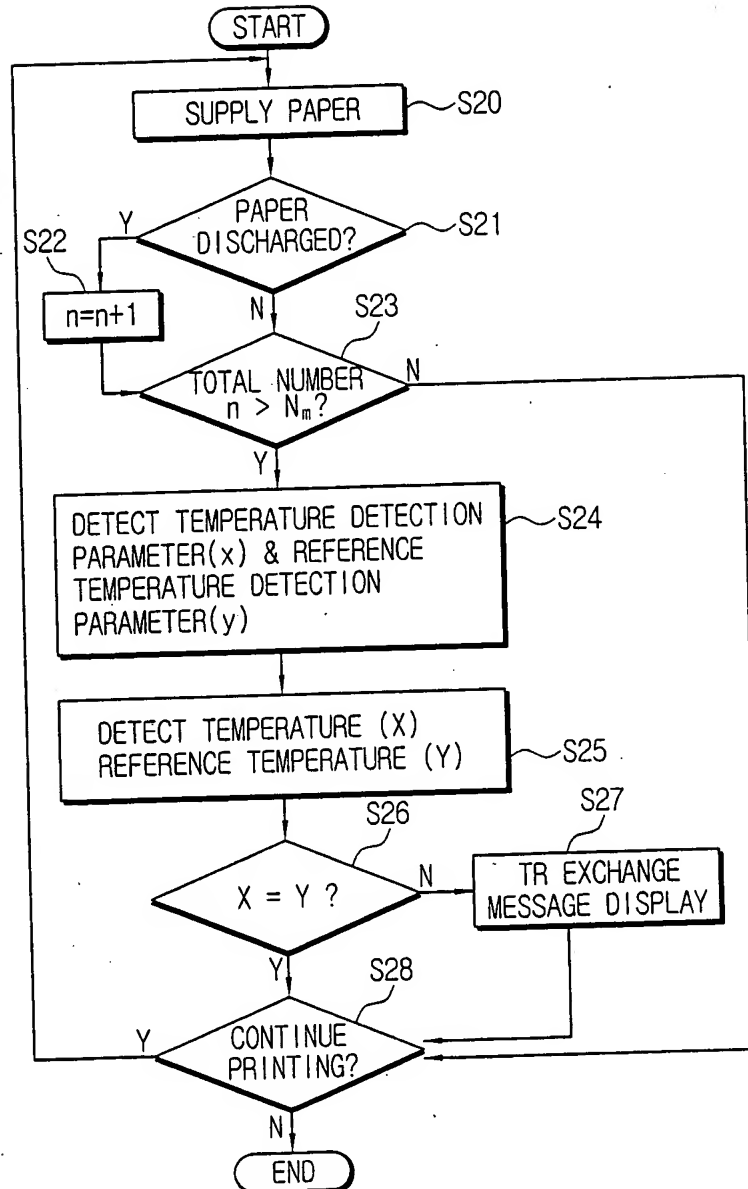 START
SUPPLY PAPER
S20
PAPER
DISCHARGED?
S21
Y
N
S22
n=n+1
S23
TOTAL NUMBER
n > Nm?
N
Y
DETECT TEMPERATURE DETECTION
PARAMETER(x) & REFERENCE
TEMPERATURE DETECTION
PARAMETER(y)
S24
DETECT TEMPERATURE (X)
REFERENCE TEMPERATURE (Y)
S25
S26
X = Y ?
N
Y
S27
TR EXCHANGE
MESSAGE DISPLAY
S28
CONTINUE
PRINTING?
Y
N
END